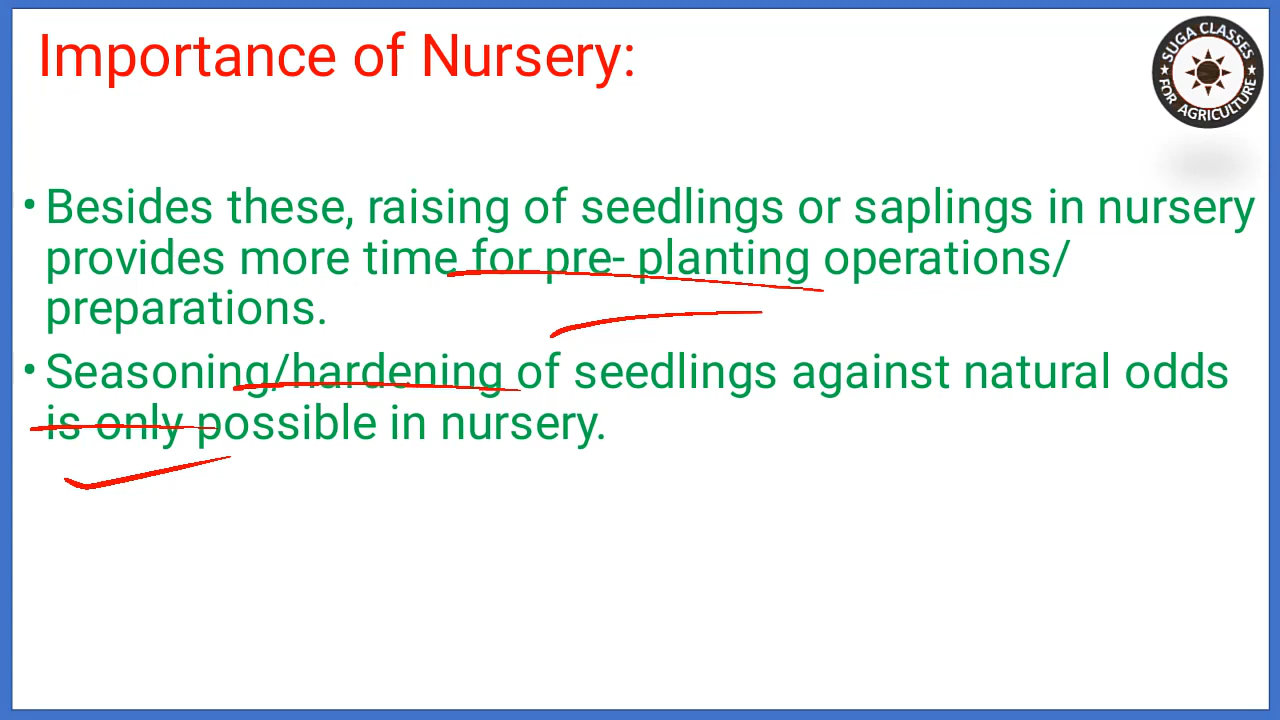 Importance of Nursery:
SUGA CLASSES
FOR AGRICULTURE
• Besides these, raising of seedlings or saplings in nursery
provides more time for pre- planting operations/
preparations.
• Seasoning/hardening of seedlings against natural odds
is only possible in nursery.